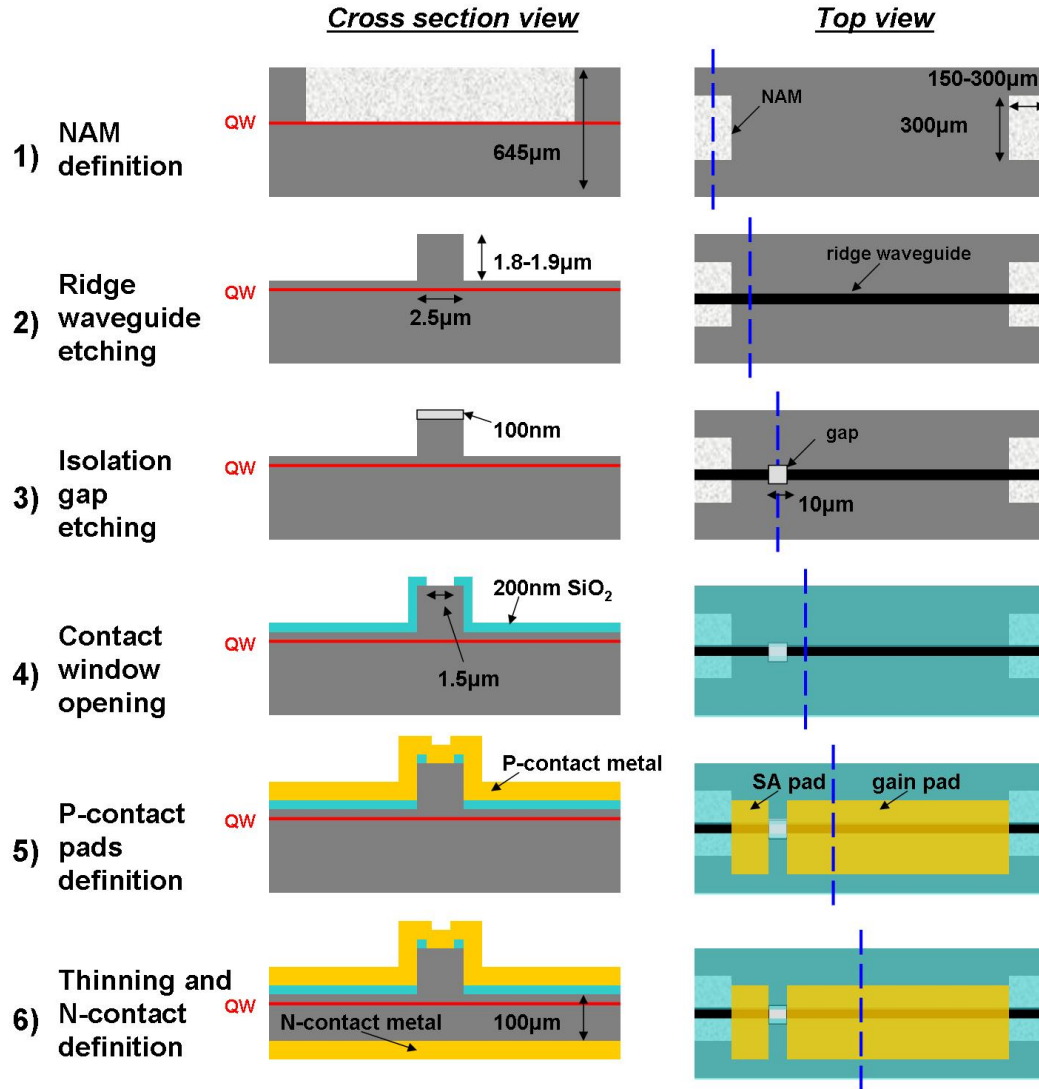 Cross section view
Top view
1)
NAM
definition
QW
645µm
NAM
150-300µm
300µm
2)
Ridge
waveguide
etching
QW
1.8-1.9µm
2.5µm
ridge waveguide
3)
Isolation
gap
etching
QW
100nm
gap
10µm
4)
Contact
window
opening
QW
200nm SiO₂
1.5µm
5)
P-contact
pads
definition
QW
P-contact metal
SA pad
gain pad
6)
Thinning and
N-contact
definition
QW
N-contact metal
100µm